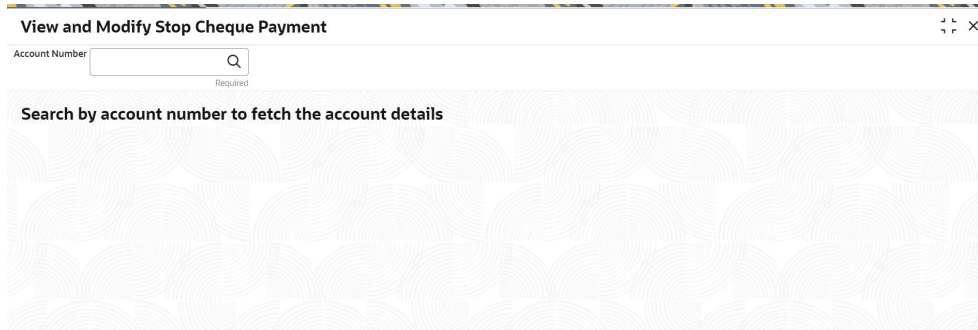 View and Modify Stop Cheque Payment
Account Number
Required
Search by account number to fetch the account details